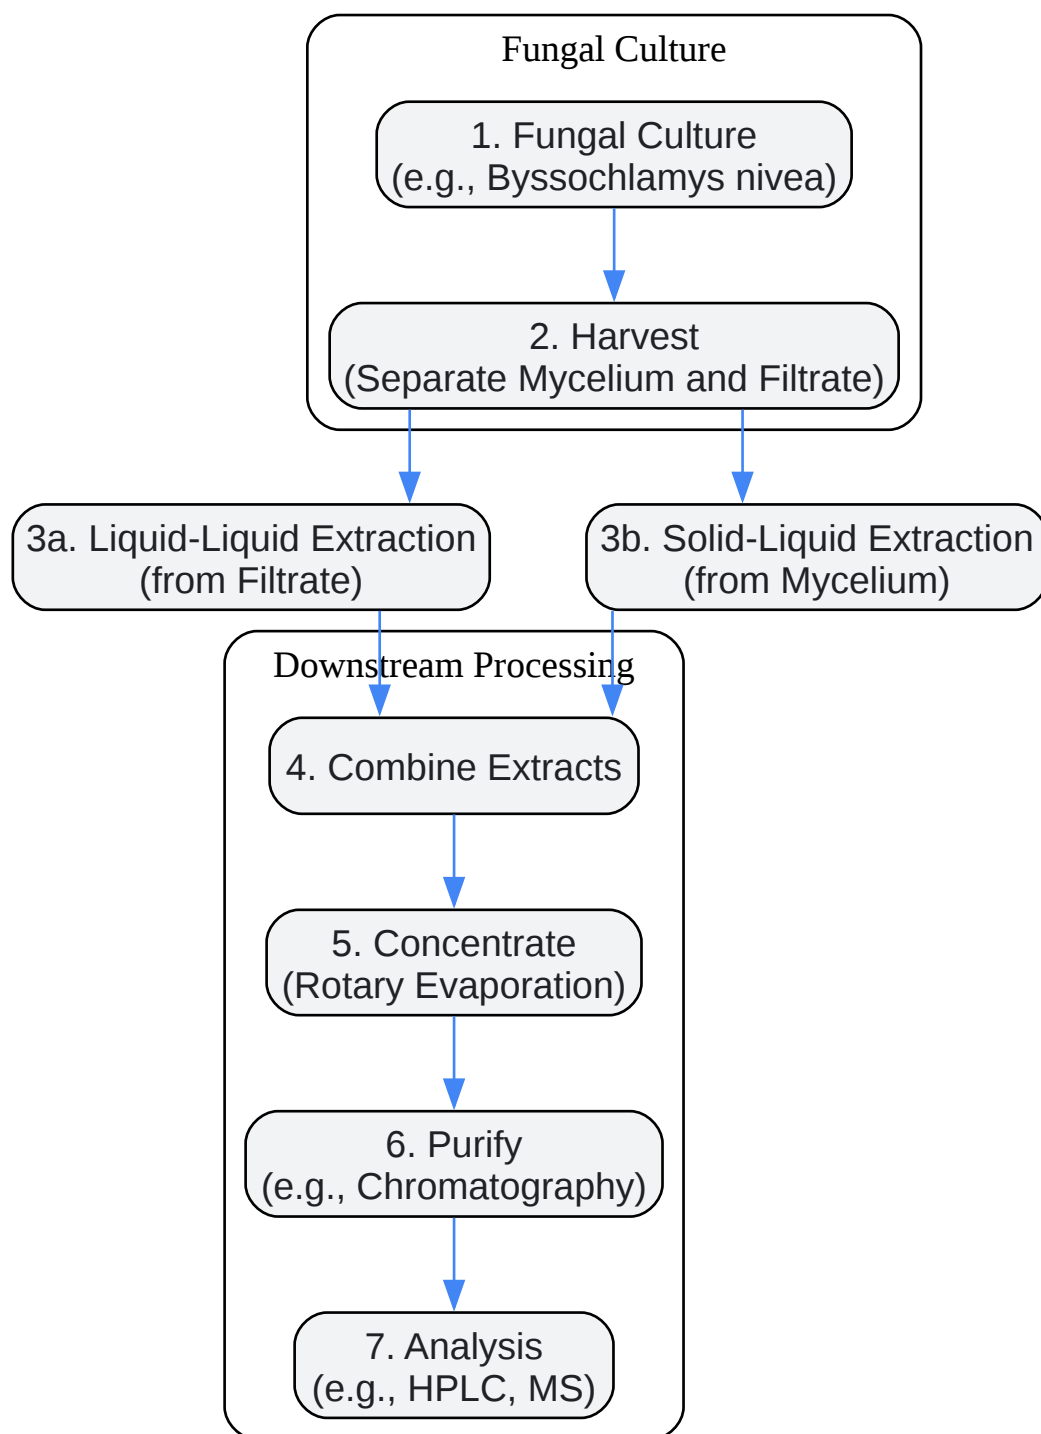 Fungal Culture
1. Fungal Culture
(e.g., Byssochlamys nivea)
2. Harvest
(Separate Mycelium and Filtrate)
3a. Liquid-Liquid Extraction
(from Filtrate)
3b. Solid-Liquid Extraction
(from Mycelium)
Downstream Processing
4. Combine Extracts
5. Concentrate
(Rotary Evaporation)
6. Purify
(e.g., Chromatography)
7. Analysis
(e.g., HPLC, MS)